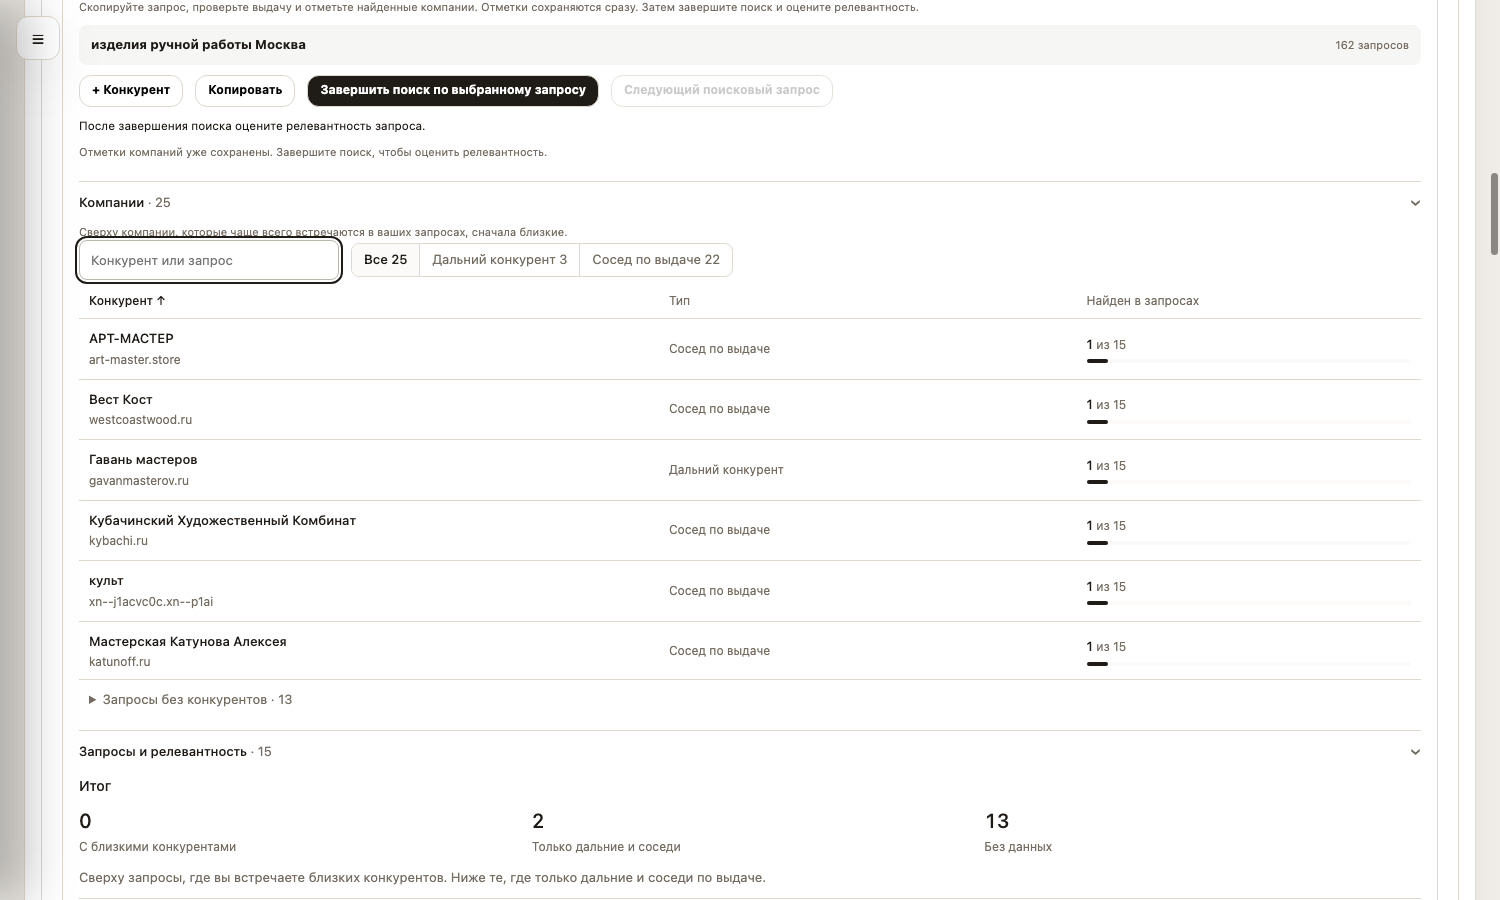 Скопируйте запрос, проверьте выдачу и отметьте найденные компании. Отметки сохраняются сразу. Затем завершите поиск и оцените релевантность.
изделия ручной работы Москва 162 запросов
+ Конкурент Копировать Завершить поиск по выбранному запросу Следующий поисковый запрос
После завершения поиска оцените релевантность запроса.
Отметки компаний уже сохранены. Завершите поиск, чтобы оценить релевантность.
Компании · 25
Сверху компании, которые чаще всего встречаются в ваших запросах, сначала близкие.
Конкурент или запрос Все 25 Дальний конкурент 3 Сосед по выдаче 22
Конкурент ↑ Тип Найден в запросах
АРТ-МАСТЕР
art-master.store
Сосед по выдаче
1 из 15
Вест Кост
westcoastwood.ru
Сосед по выдаче
1 из 15
Гавань мастеров
gavanmasterov.ru
Дальний конкурент
1 из 15
Кубачинский Художественный Комбинат
kybachi.ru
Сосед по выдаче
1 из 15
культ
xn--j1acvc0c.xn--p1ai
Сосед по выдаче
1 из 15
Мастерская Катунова Алексея
katunoff.ru
Сосед по выдаче
1 из 15
Запросы без конкурентов · 13
Запросы и релевантность · 15
Итог
0 2 13
С близкими конкурентами Только дальние и соседи Без данных
Сверху запросы, где вы встречаете близких конкурентов. Ниже те, где только дальние и соседи по выдаче.